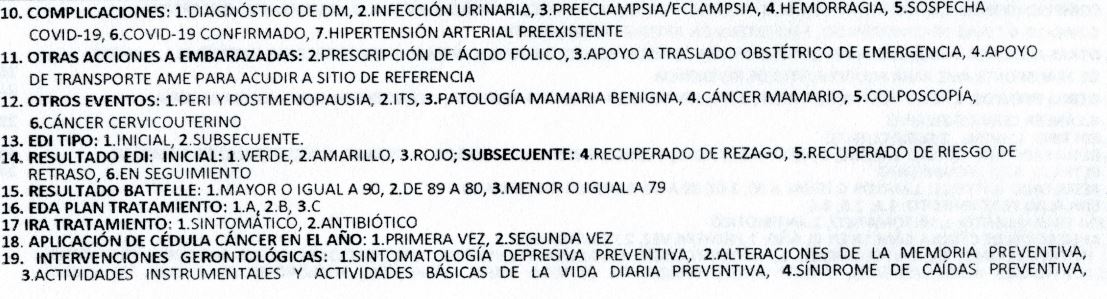 10. COMPLICACIONES: 1.DIAGNÓSTICO DE DM, 2.INFECCIÓN URINARIA, 3.PREECLAMPSIA/ECLAMPSIA, 4.HEMORRAGIA, 5.SOSPECHA
COVID-19, 6.COVID-19 CONFIRMADO, 7.HIPERTENSIÓN ARTERIAL PREEXISTENTE
11. OTRAS ACCIONES A EMBARAZADAS: 2.PRESCRIPCIÓN DE ÁCIDO FÓLICO, 3.APOYO A TRASLADO OBSTÉTRICO DE EMERGENCIA, 4.APOYO
DE TRANSPORTE AME PARA ACUDIR A SITIO DE REFERENCIA
12. OTROS EVENTOS: 1.PERI Y POSTMENOPAUSIA, 2.ITS, 3.PATOLOGÍA MAMARIA BENIGNA, 4.CÁNCER MAMARIO, 5.COLPOSCOPÍA,
6.CÁNCER CERVICOUTERINO
13. EDI TIPO: 1.INICIAL, 2.SUBSECUENTE.
14. RESULTADO EDI: INICIAL: 1.VERDE, 2.AMARILLO, 3.ROJO; SUBSECUENTE: 4.RECUPERADO DE REZAGO, 5.RECUPERADO DE RIESGO DE
RETRASO, 6.EN SEGUIMIENTO
15. RESULTADO BATTELLE: 1.MAYOR O IGUAL A 90, 2.DE 89 A 80, 3.MENOR O IGUAL A 79
16. EDA PLAN TRATAMIENTO: 1.A, 2.B, 3.C
17 IRA TRATAMIENTO: 1.SINTOMÁTICO, 2.ANTIBIÓTICO
18. APLICACIÓN DE CÉDULA CÁNCER EN EL AÑO: 1.PRIMERA VEZ, 2.SEGUNDA VEZ
19. INTERVENCIONES GERONTOLÓGICAS: 1.SINTOMATOLOGÍA DEPRESIVA PREVENTIVA, 2.ALTERACIONES DE LA MEMORIA PREVENTIVA,
3.ACTIVIDADES INSTRUMENTALES Y ACTIVIDADES BÁSICAS DE LA VIDA DIARIA PREVENTIVA, 4.SÍNDROME DE CAÍDAS PREVENTIVA,